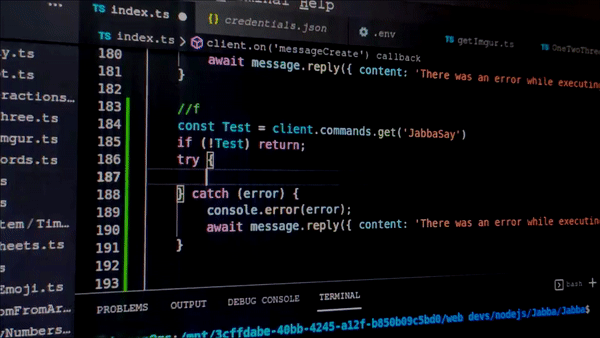 Terminal Help
TS index.ts
{} credentials.json
.env
TS getImgur.ts
TS OneTwoThree
TS index.ts > client.on('messageCreate') callback
180
await message.reply({ content: 'There was an error while executing
181 }
182
183 //f
184 const Test = client.commands.get('JabbaSay')
185 if (!Test) return;
186 try {
187
188 } catch (error) {
189 console.error(error);
190 await message.reply({ content: 'There was an error while executing
191 }
192
193
y.ts
t.ts
ractions...
hree.ts
mgur.ts
ords.ts
s
s
tem/Tim...
heets.ts
s
Emoji.ts
omFromAr...
yNumbers...
PROBLEMS OUTPUT DEBUG CONSOLE TERMINAL
bash +
:/mnt/3cffdabe-40bb-4245-a12f-b850b09c5bd0/web devs/nodejs/Jabba/Jabba$